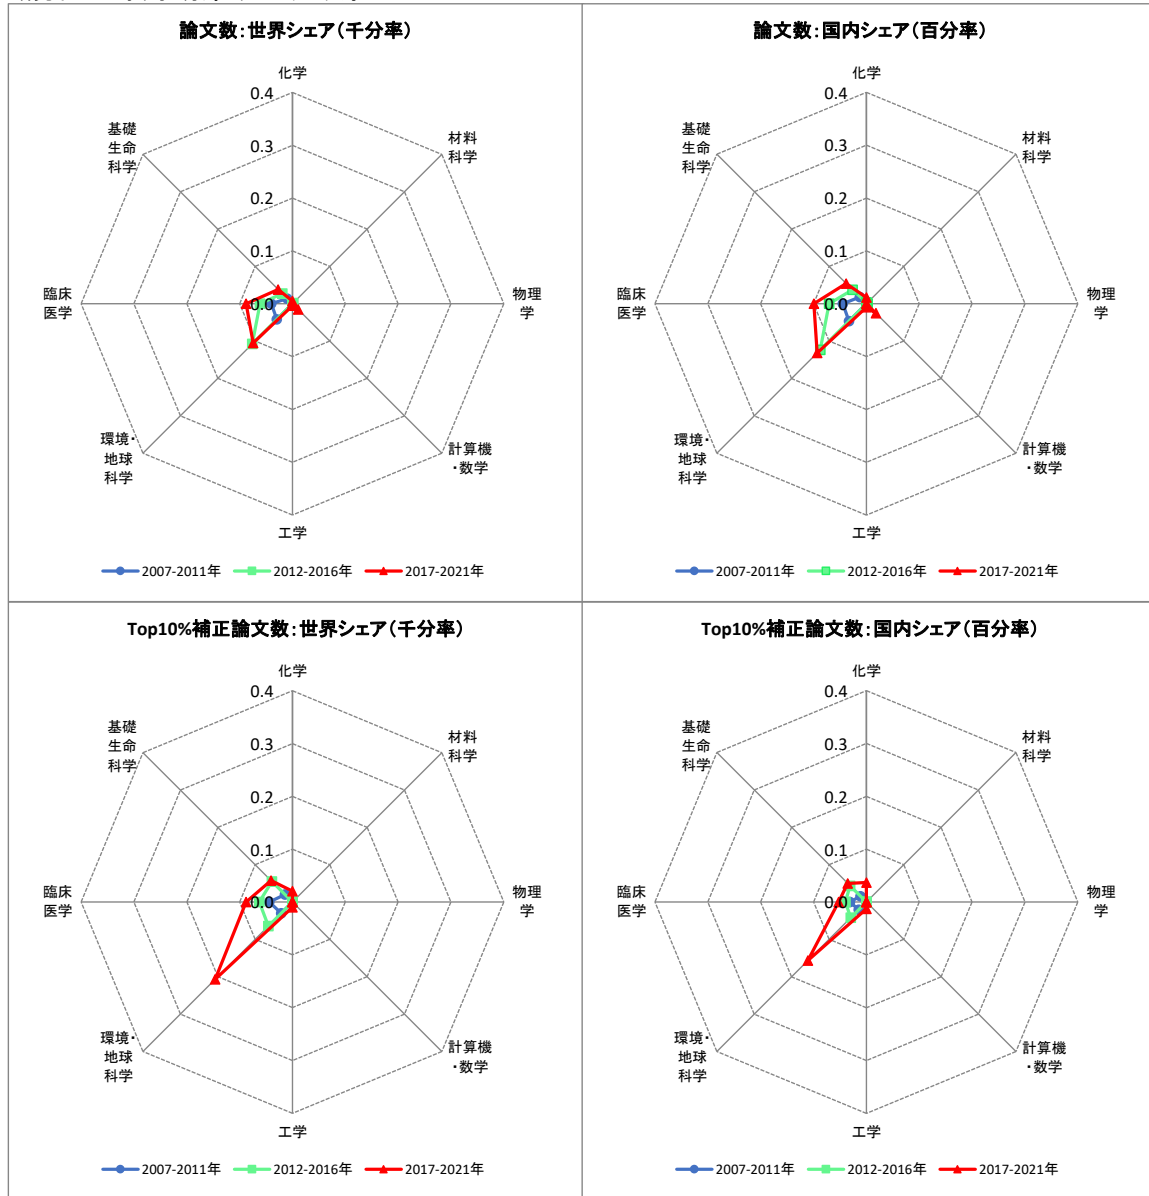 論文数:世界シェア(千分率)
化学
0.4
0.3
0.2
0.1
0.0
基礎
生命
科学
材料
科学
臨床
医学
物理
学
環境・
地球
科学
計算機
・数学
工学
2007-2011年 2012-2016年 2017-2021年
論文数:国内シェア(百分率)
化学
0.4
0.3
0.2
0.1
0.0
基礎
生命
科学
材料
科学
臨床
医学
物理
学
環境・
地球
科学
計算機
・数学
工学
2007-2011年 2012-2016年 2017-2021年
Top10%補正論文数:世界シェア(千分率)
化学
0.4
0.3
0.2
0.1
0.0
基礎
生命
科学
材料
科学
臨床
医学
物理
学
環境・
地球
科学
計算機
・数学
工学
2007-2011年 2012-2016年 2017-2021年
Top10%補正論文数:国内シェア(百分率)
化学
0.4
0.3
0.2
0.1
0.0
基礎
生命
科学
材料
科学
臨床
医学
物理
学
環境・
地球
科学
計算機
・数学
工学
2007-2011年 2012-2016年 2017-2021年